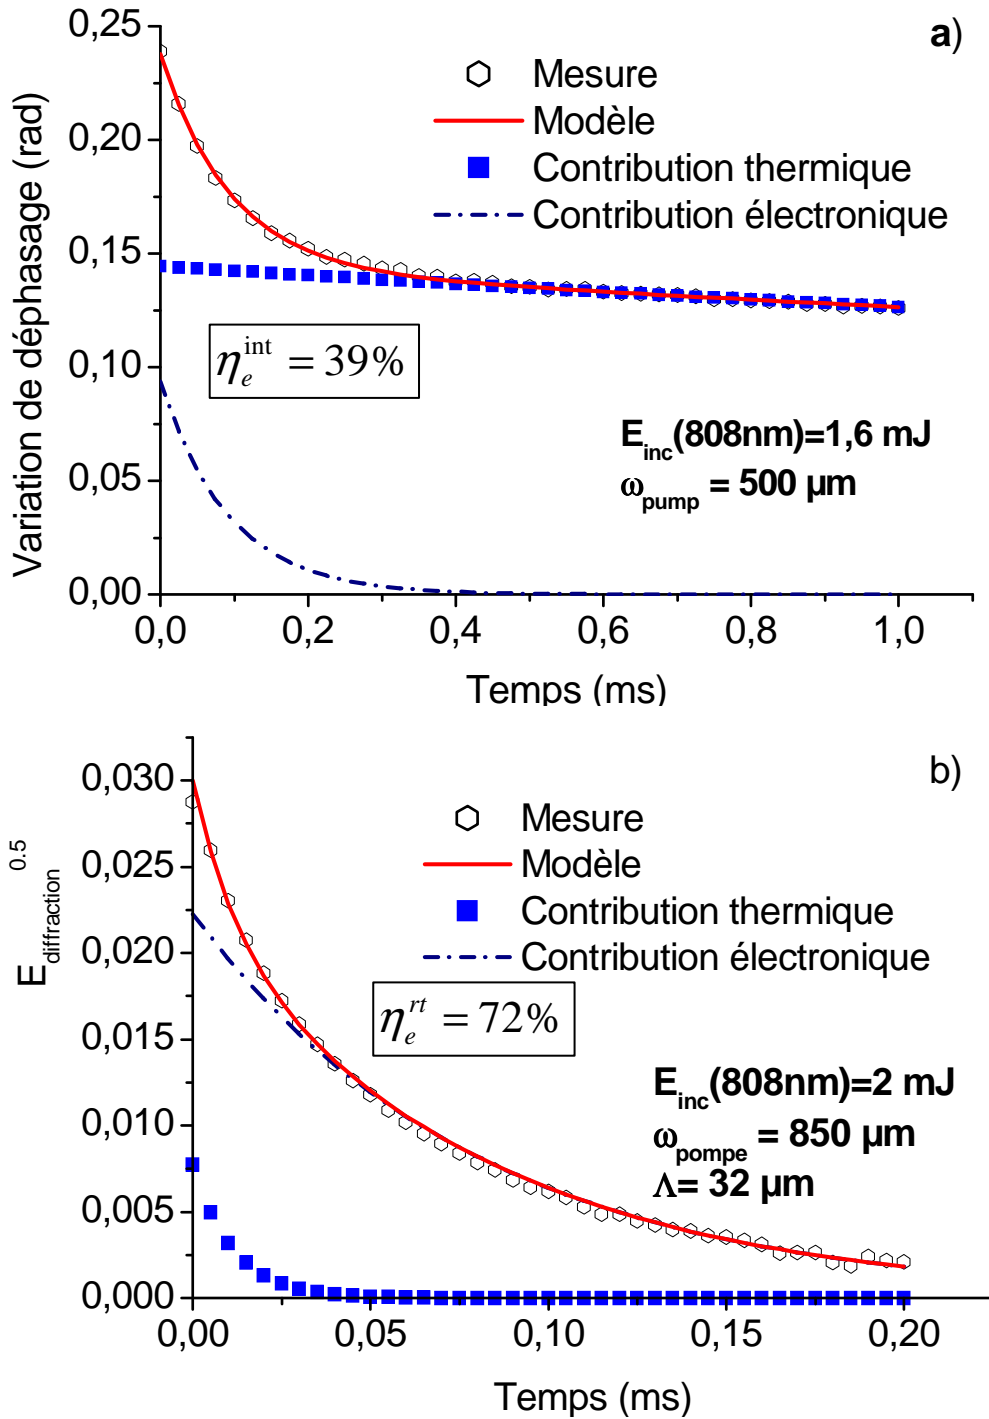 a)
0,25
0,20
0,15
0,10
0,05
0,00
Variation de déphasage (rad)
Mesure
Modèle
Contribution thermique
Contribution électronique
η_e^int = 39%
E_inc(808nm)=1,6 mJ
ω_pump = 500 µm
0,0 0,2 0,4 0,6 0,8 1,0
Temps (ms)
b)
0,030
0,025
0,020
0,015
0,010
0,005
0,000
E_diffraction^0.5
Mesure
Modèle
Contribution thermique
Contribution électronique
η_e^rt = 72%
E_inc(808nm)=2 mJ
ω_pompe = 850 µm
Λ= 32 µm
0,00 0,05 0,10 0,15 0,20
Temps (ms)